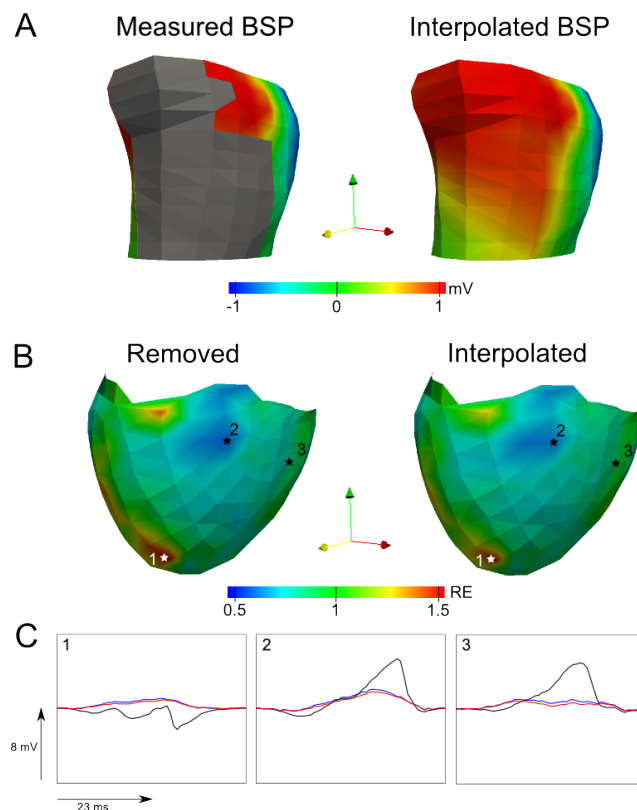 A
Measured BSP
Interpolated BSP
-1 0 1 mV
B
Removed
Interpolated
2
3
1
2
3
1
0.5 1 1.5 RE
C
1
2
3
8 mV
23 ms